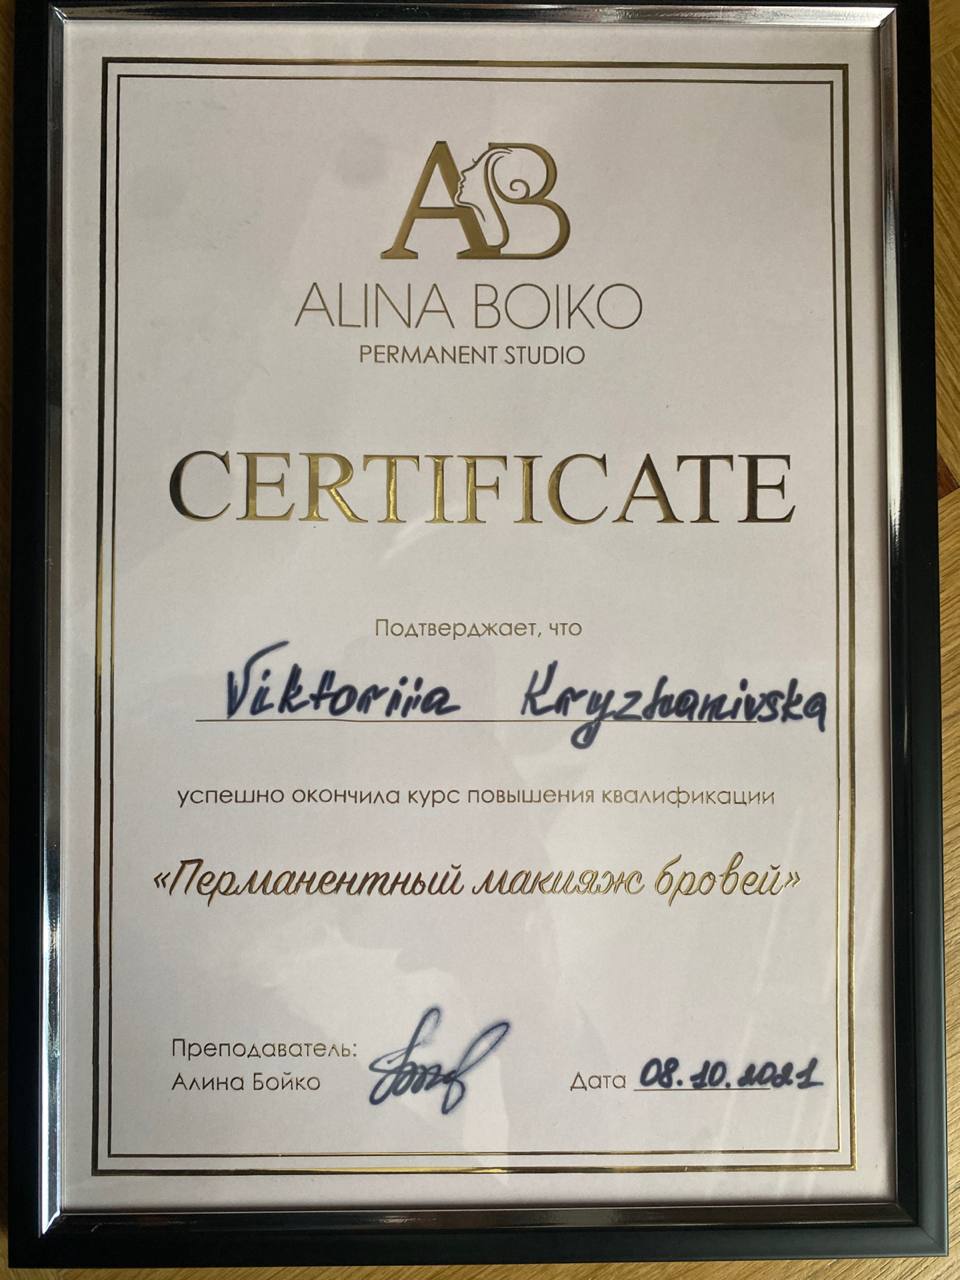 AB
ALINA BOIKO
PERMANENT STUDIO
CERTIFICATE
Подтверждает, что
Viktoriia Kryzhanivska
успешно окончила курс повышения квалификации
«Перманентный макияж бровей»
Преподаватель:
Алина Бойко
Дата 08.10.2021